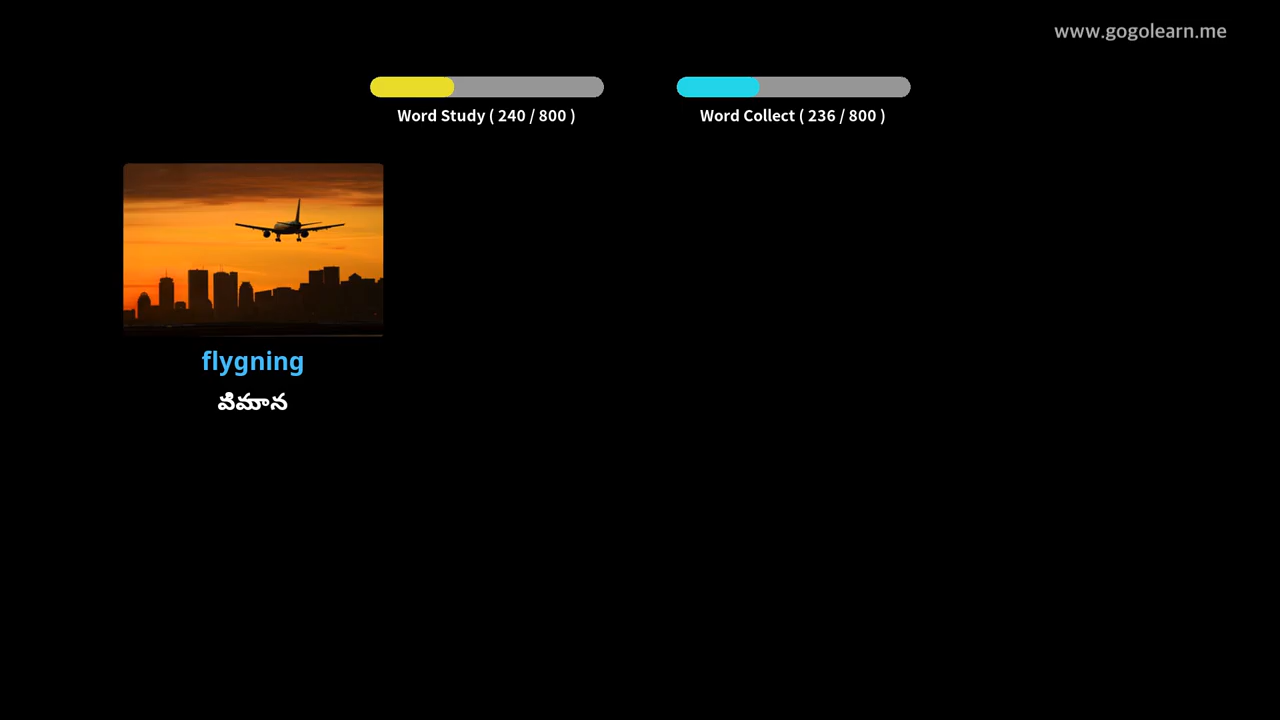 www.gogolearn.me
Word Study ( 240 / 800 )
Word Collect ( 236 / 800 )
flygning
విమాన